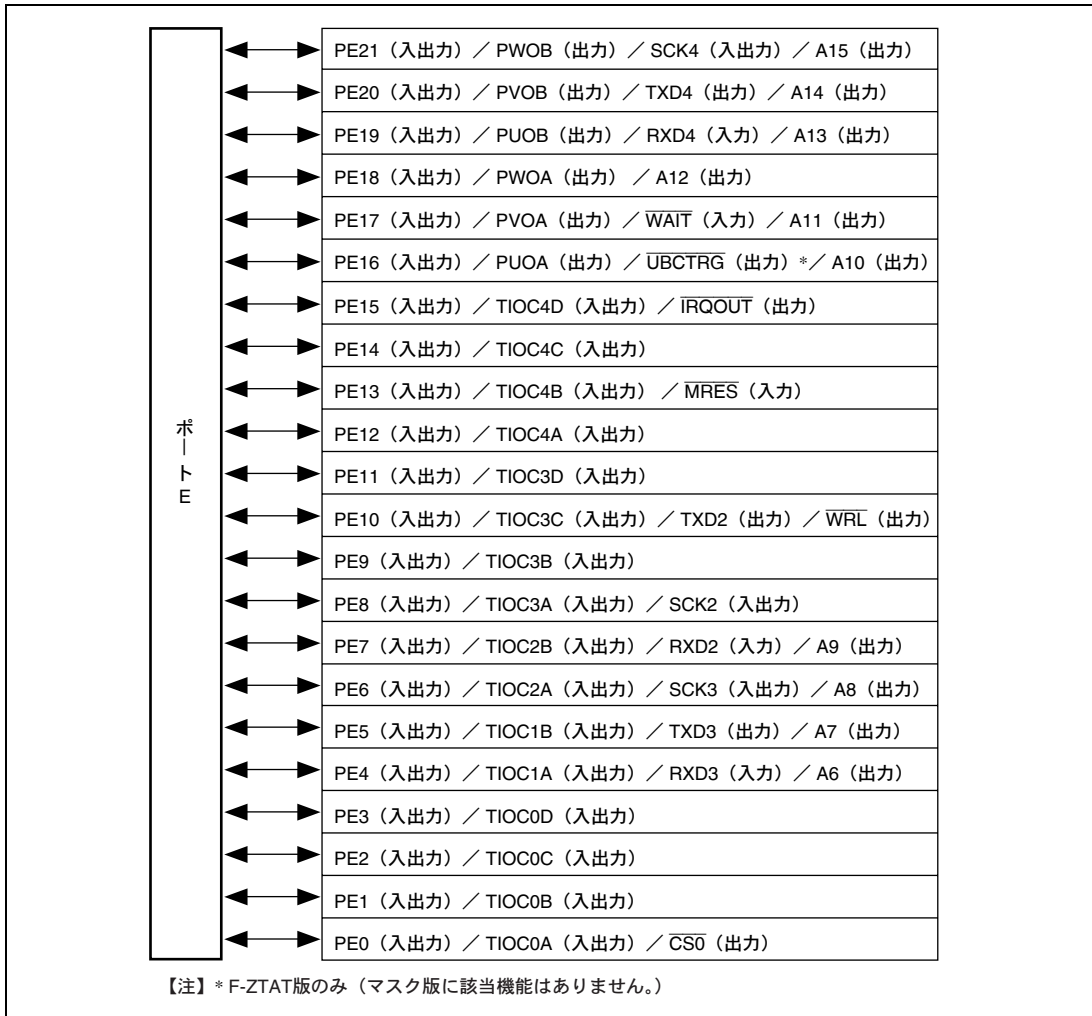 PE21（入出力）／ PWOB（出力）／ SCK4（入出力）／ A15（出力）
PE20（入出力）／ PVOB（出力）／ TXD4（出力）／ A14（出力）
PE19（入出力）／ PUOB（出力）／ RXD4（入力）／ A13（出力）
PE18（入出力）／ PWOA（出力） ／ A12（出力）
PE17（入出力）／ PVOA（出力）／ W̅A̅I̅T̅（入力）／ A11（出力）
PE16（入出力）／ PUOA（出力）／ U̅B̅C̅T̅R̅G̅（出力）*／ A10（出力）
PE15（入出力）／ TIOC4D（入出力）／ I̅R̅Q̅O̅U̅T̅（出力）
PE14（入出力）／ TIOC4C（入出力）
PE13（入出力）／ TIOC4B（入出力） ／ M̅R̅E̅S̅（入力）
PE12（入出力）／ TIOC4A（入出力）
PE11（入出力）／ TIOC3D（入出力）
PE10（入出力）／ TIOC3C（入出力）／ TXD2（出力）／ W̅R̅L̅（出力）
PE9（入出力）／ TIOC3B（入出力）
PE8（入出力）／ TIOC3A（入出力）／ SCK2（入出力）
PE7（入出力）／ TIOC2B（入出力）／ RXD2（入力）／ A9（出力）
PE6（入出力）／ TIOC2A（入出力）／ SCK3（入出力）／ A8（出力）
PE5（入出力）／ TIOC1B（入出力）／ TXD3（出力）／ A7（出力）
PE4（入出力）／ TIOC1A（入出力）／ RXD3（入力）／ A6（出力）
PE3（入出力）／ TIOC0D（入出力）
PE2（入出力）／ TIOC0C（入出力）
PE1（入出力）／ TIOC0B（入出力）
PE0（入出力）／ TIOC0A（入出力）／ C̅S̅0̅（出力）
ポートE
【注】* F-ZTAT版のみ（マスク版に該当機能はありません。）